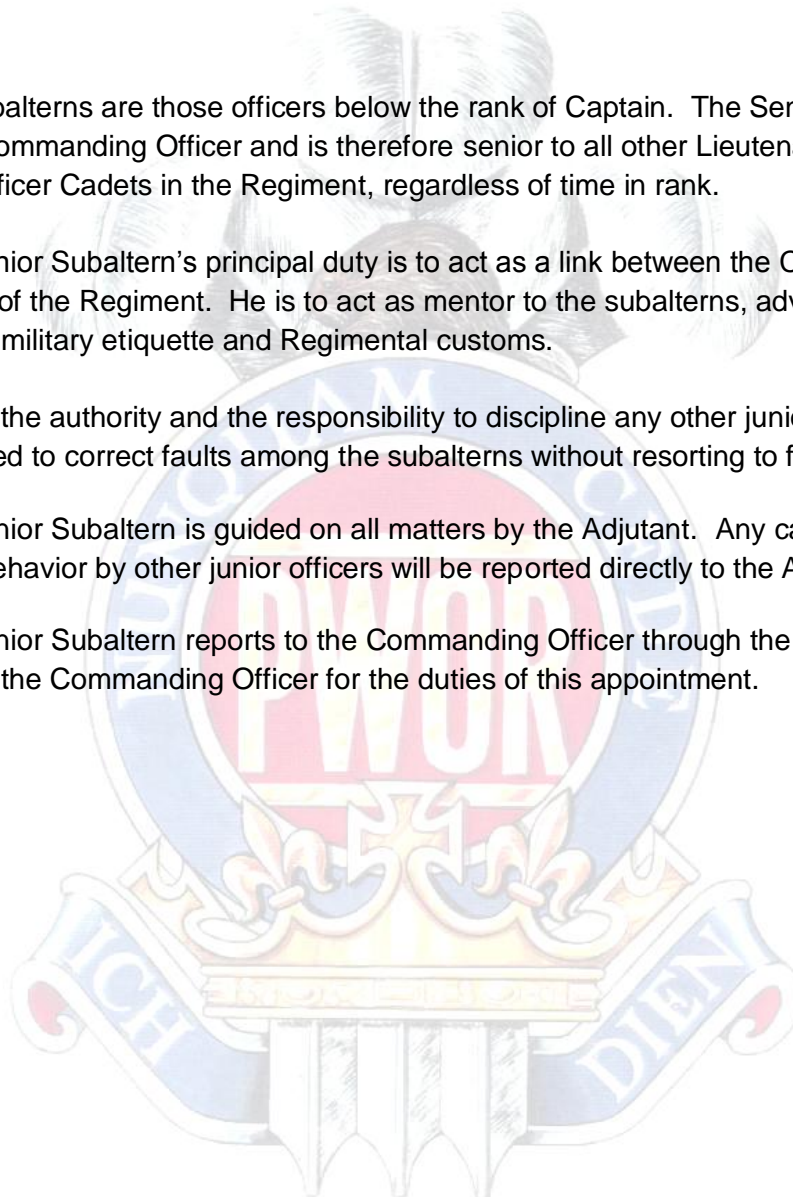 balterns are those officers below the rank of Captain. The Ser
ommanding Officer and is therefore senior to all other Lieutena
ficer Cadets in the Regiment, regardless of time in rank.
nior Subaltern's principal duty is to act as a link between the C
of the Regiment. He is to act as mentor to the subalterns, adv
military etiquette and Regimental customs.
the authority and the responsibility to discipline any other juni
ed to correct faults among the subalterns without resorting to f
nior Subaltern is guided on all matters by the Adjutant. Any ca
ehavior by other junior officers will be reported directly to the A
nior Subaltern reports to the Commanding Officer through the
the Commanding Officer for the duties of this appointment.
NUNQUAM CEDE
PWOR
ICH DIEN